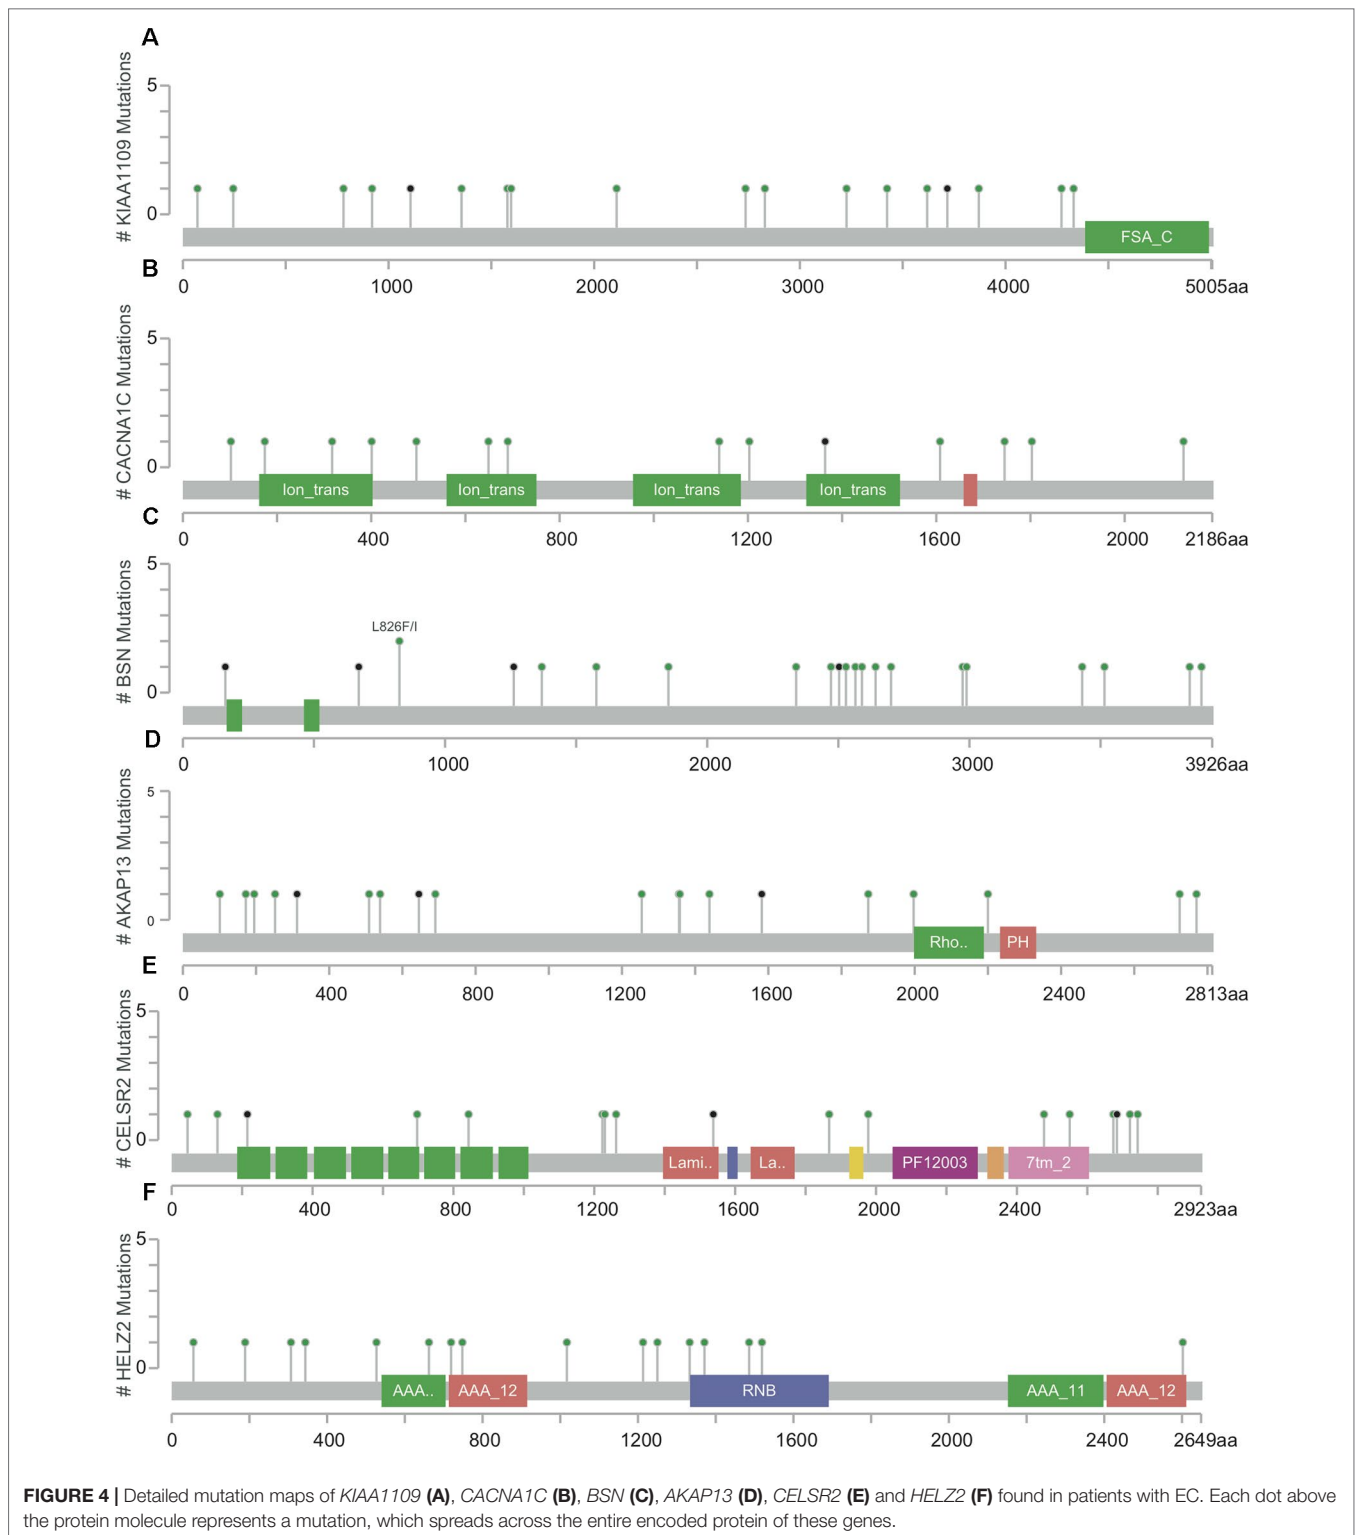 A
# KIAA1109 Mutations
5
0
FSA_C
0 1000 2000 3000 4000 5005aa
B
# CACNA1C Mutations
5
0
Ion_trans Ion_trans Ion_trans Ion_trans
0 400 800 1200 1600 2000 2186aa
C
# BSN Mutations
5
L826F/I
0
0 1000 2000 3000 3926aa
D
# AKAP13 Mutations
5
0
Rho.. PH
0 400 800 1200 1600 2000 2400 2813aa
E
# CELSR2 Mutations
5
0
Lami.. La.. PF12003 7tm_2
0 400 800 1200 1600 2000 2400 2923aa
F
# HELZ2 Mutations
5
0
AAA.. AAA_12 RNB AAA_11 AAA_12
0 400 800 1200 1600 2000 2400 2649aa
FIGURE 4 | Detailed mutation maps of KIAA1109 (A), CACNA1C (B), BSN (C), AKAP13 (D), CELSR2 (E) and HELZ2 (F) found in patients with EC. Each dot above
the protein molecule represents a mutation, which spreads across the entire encoded protein of these genes.